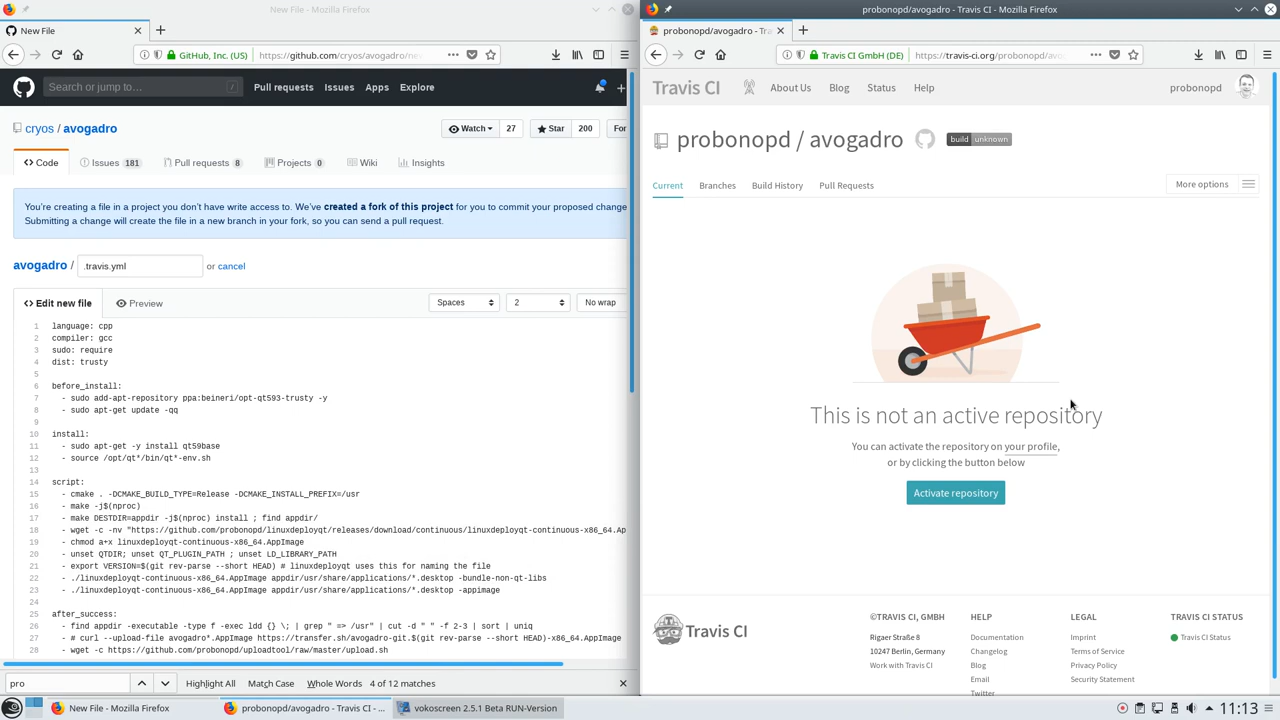 New File - Mozilla Firefox
New File
GitHub, Inc. (US)
https://github.com/cryos/avogadro/ne
Search or jump to…
/
Pull requests
Issues
Apps
Explore
cryos / avogadro
Watch
27
Star
200
For
Code
Issues 181
Pull requests 8
Projects 0
Wiki
Insights
You're creating a file in a project you don't have write access to. We've created a fork of this project for you to commit your proposed change
Submitting a change will create the file in a new branch in your fork, so you can send a pull request.
avogadro / .travis.yml or cancel
Edit new file
Preview
Spaces
2
No wrap
1 language: cpp
2 compiler: gcc
3 sudo: require
4 dist: trusty
5
6 before_install:
7 - sudo add-apt-repository ppa:beineri/opt-qt593-trusty -y
8 - sudo apt-get update -qq
9
10 install:
11 - sudo apt-get -y install qt59base
12 - source /opt/qt*/bin/qt*-env.sh
13
14 script:
15 - cmake . -DCMAKE_BUILD_TYPE=Release -DCMAKE_INSTALL_PREFIX=/usr
16 - make -j$(nproc)
17 - make DESTDIR=appdir -j$(nproc) install ; find appdir/
18 - wget -c -nv "https://github.com/probonopd/linuxdeployqt/releases/download/continuous/linuxdeployqt-continuous-x86_64.Ap
19 - chmod a+x linuxdeployqt-continuous-x86_64.AppImage
20 - unset QTDIR; unset QT_PLUGIN_PATH ; unset LD_LIBRARY_PATH
21 - export VERSION=$(git rev-parse --short HEAD) # linuxdeployqt uses this for naming the file
22 - ./linuxdeployqt-continuous-x86_64.AppImage appdir/usr/share/applications/*.desktop -bundle-non-qt-libs
23 - ./linuxdeployqt-continuous-x86_64.AppImage appdir/usr/share/applications/*.desktop -appimage
24
25 after_success:
26 - find appdir -executable -type f -exec ldd {} \; | grep " => /usr" | cut -d " " -f 2-3 | sort | uniq
27 - # curl --upload-file avogadro*.AppImage https://transfer.sh/avogadro-git.$(git rev-parse --short HEAD)-x86_64.AppImage
28 - wget -c https://github.com/probonopd/uploadtool/raw/master/upload.sh
pro
Highlight All
Match Case
Whole Words
4 of 12 matches
probonopd/avogadro - Travis CI - Mozilla Firefox
probonopd/avogadro - Tra
Travis CI GmbH (DE)
https://travis-ci.org/probonopd/avo
Travis CI
About Us
Blog
Status
Help
probonopd
probonopd / avogadro
build unknown
Current
Branches
Build History
Pull Requests
More options
This is not an active repository
You can activate the repository on your profile,
or by clicking the button below
Activate repository
Travis CI
©TRAVIS CI, GMBH
Rigaer Straße 8
10247 Berlin, Germany
Work with Travis CI
HELP
Documentation
Changelog
Blog
Email
Twitter
LEGAL
Imprint
Terms of Service
Privacy Policy
Security Statement
TRAVIS CI STATUS
Travis CI Status
New File - Mozilla Firefox
probonopd/avogadro - Travis CI - ...
vokoscreen 2.5.1 Beta RUN-Version
11:13